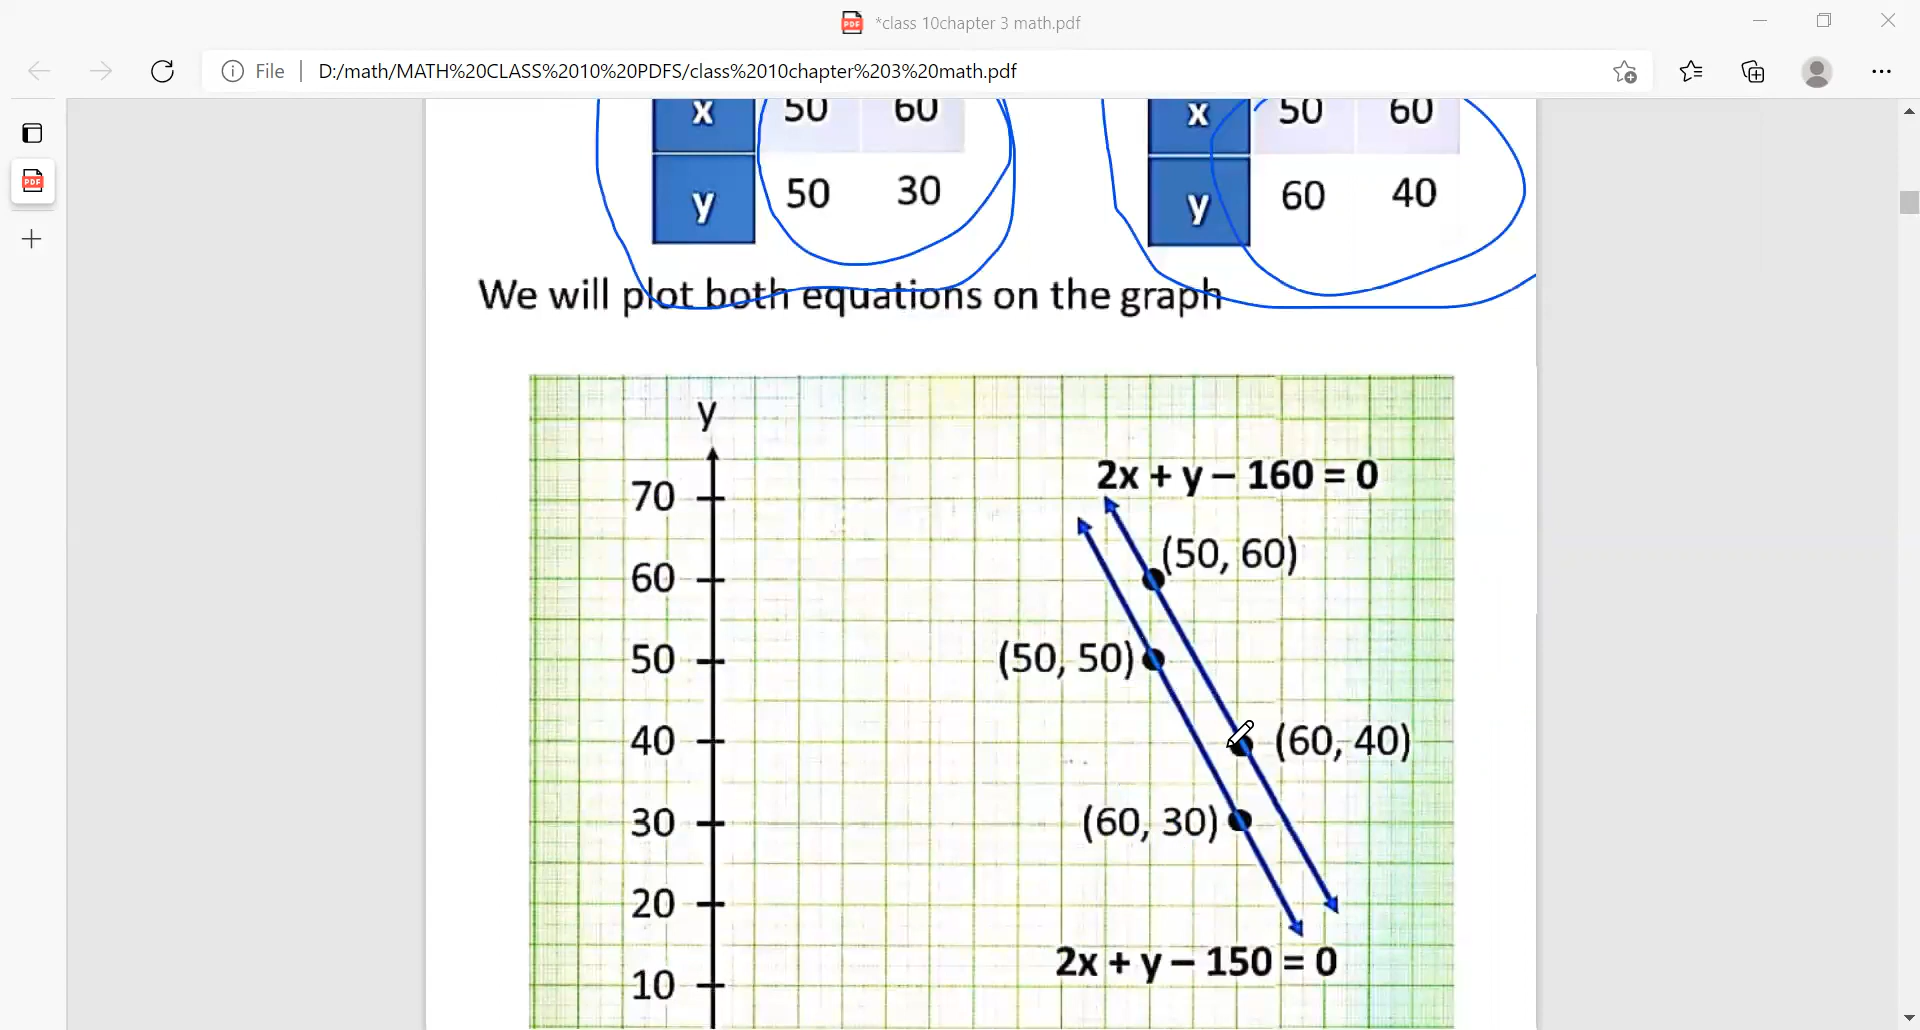 *class 10chapter 3 math.pdf
File | D:/math/MATH%20CLASS%2010%20PDFS/class%2010chapter%203%20math.pdf
x 50 60
y 50 30
x 50 60
y 60 40
We will plot both equations on the graph
y
2x + y – 160 = 0
70
(50, 60)
60
50
(50, 50)
40
(60, 40)
30
(60, 30)
20
2x + y – 150 = 0
10
PDF
PDF